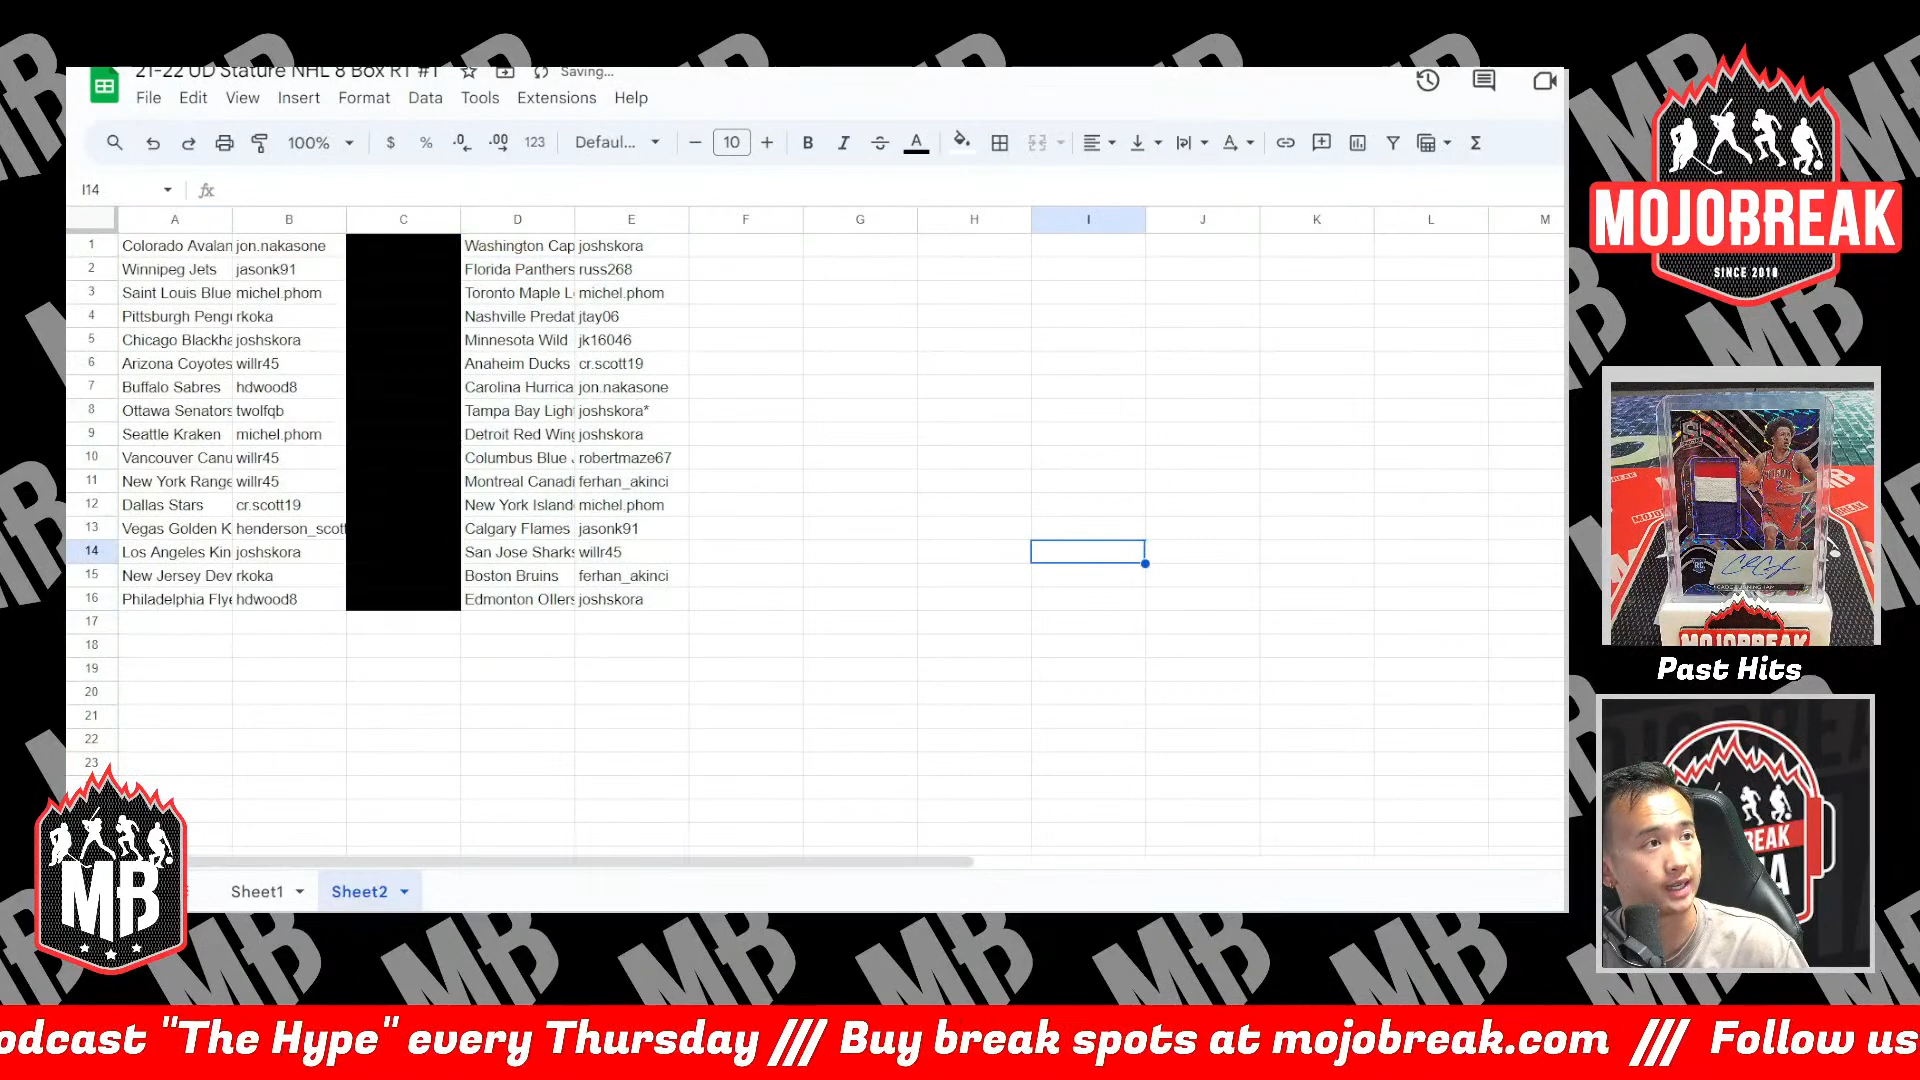 21-22 UD Stature NHL 8 Box RT #1 Saving...
File Edit View Insert Format Data Tools Extensions Help
100% $ % .0 .00 123 Defaul... 10 B I A
I14 fx
A B C D E F G H I J K L M
1 Colorado Avalan jon.nakasone Washington Cap joshskora
2 Winnipeg Jets jasonk91 Florida Panthers russ268
3 Saint Louis Blue michel.phom Toronto Maple L michel.phom
4 Pittsburgh Pengu rkoka Nashville Predat jtay06
5 Chicago Blackha joshskora Minnesota Wild jk16046
6 Arizona Coyotes willr45 Anaheim Ducks cr.scott19
7 Buffalo Sabres hdwood8 Carolina Hurrica jon.nakasone
8 Ottawa Senators twolfqb Tampa Bay Light joshskora*
9 Seattle Kraken michel.phom Detroit Red Wing joshskora
10 Vancouver Canu willr45 Columbus Blue J robertmaze67
11 New York Range willr45 Montreal Canadi ferhan_akinci
12 Dallas Stars cr.scott19 New York Island michel.phom
13 Vegas Golden K henderson_scott Calgary Flames jasonk91
14 Los Angeles Kin joshskora San Jose Sharks willr45
15 New Jersey Dev rkoka Boston Bruins ferhan_akinci
16 Philadelphia Flye hdwood8 Edmonton Oilers joshskora
17
18
19
20
21
22
23
Sheet1 Sheet2
MOJOBREAK
SINCE 2010
Past Hits
MB
odcast "The Hype" every Thursday /// Buy break spots at mojobreak.com /// Follow us